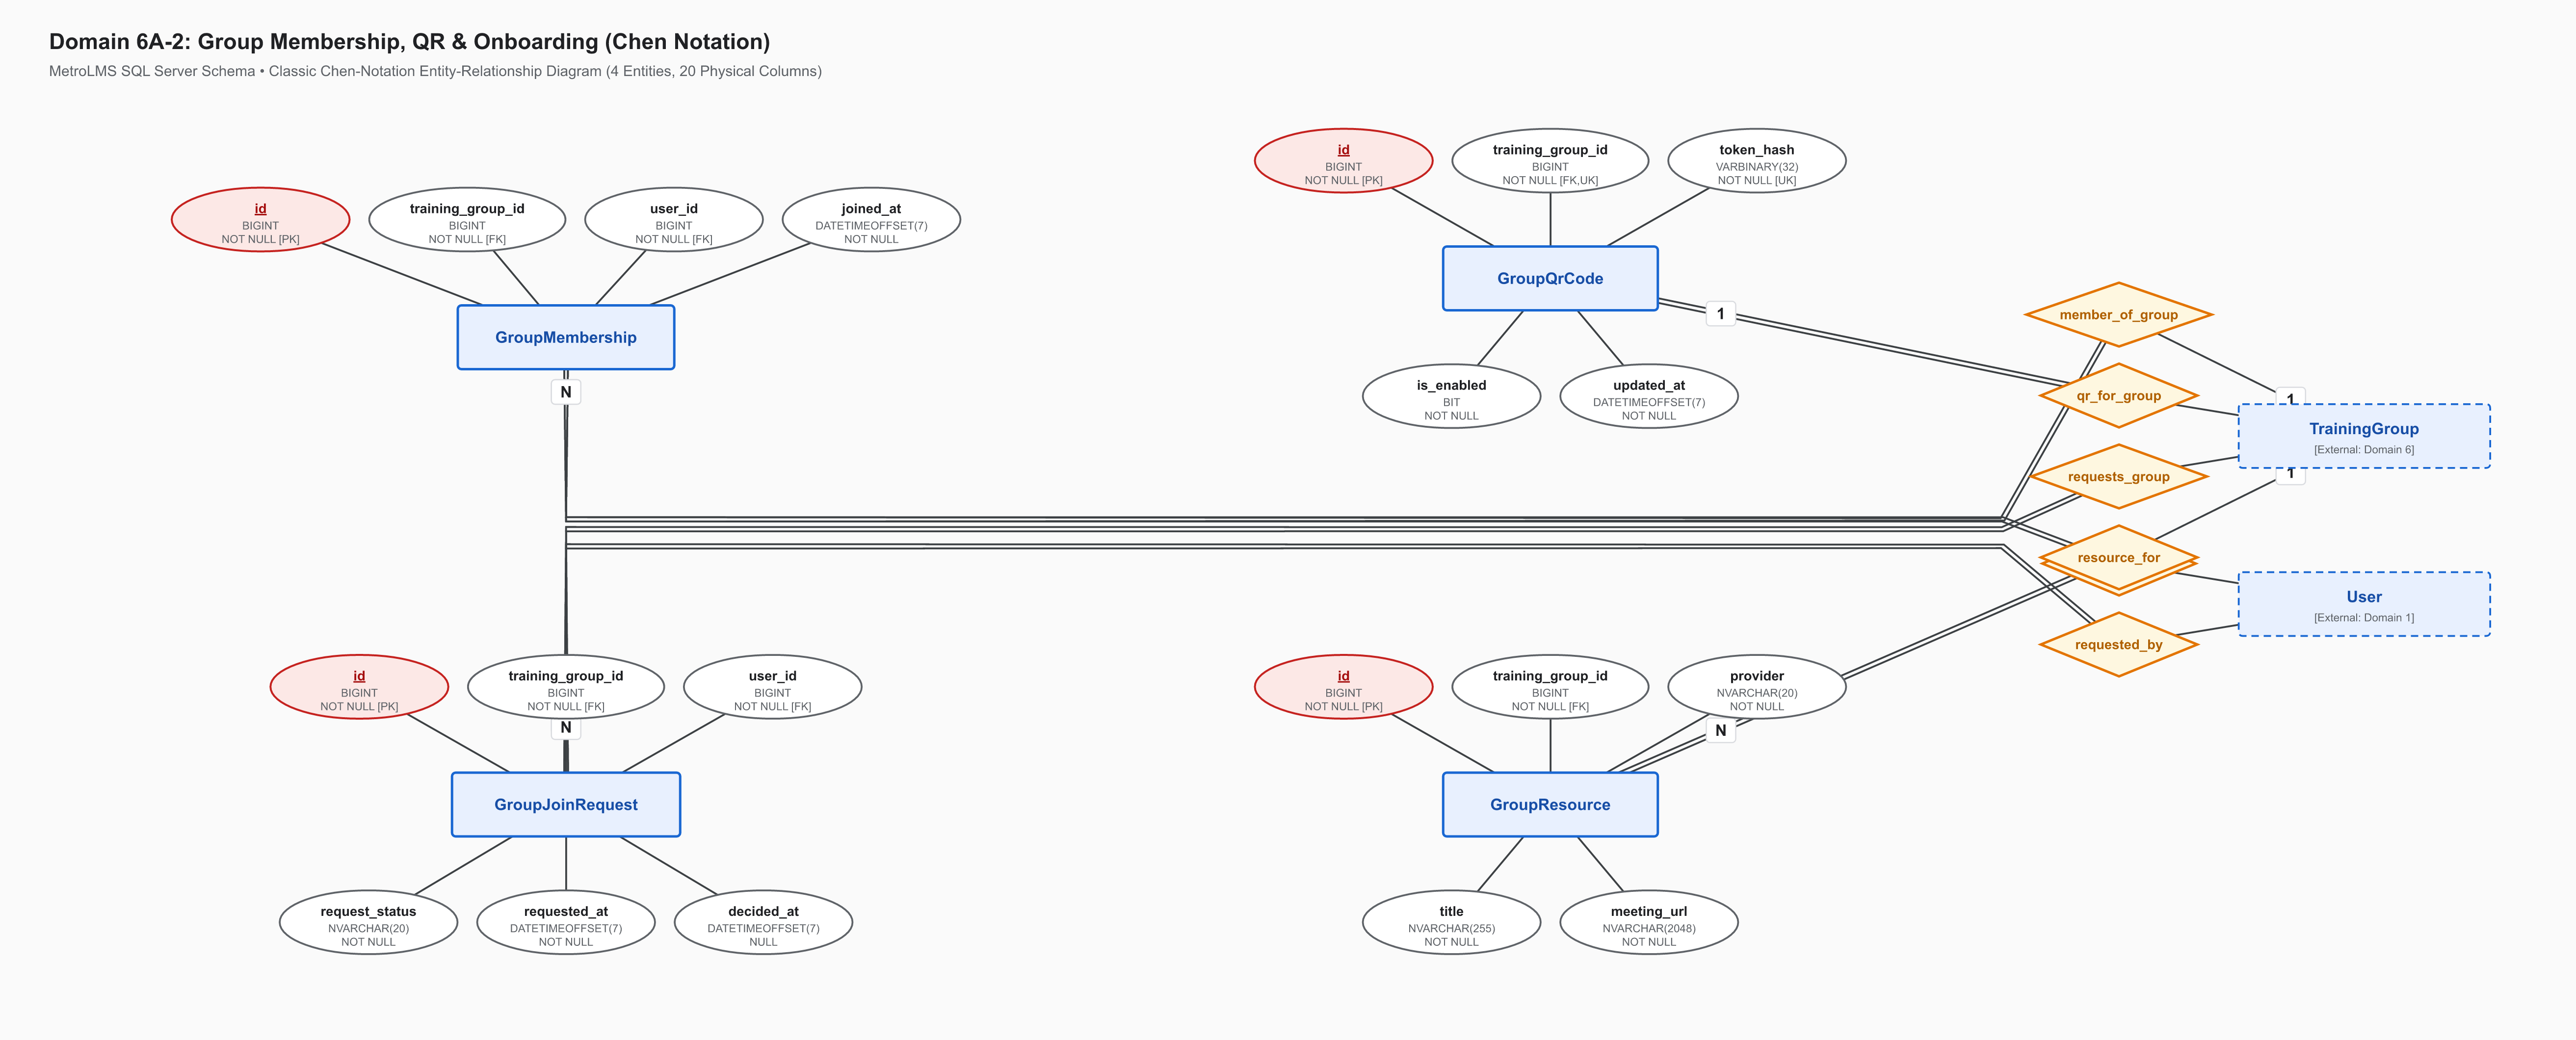 Domain 6A-2: Group Membership, QR & Onboarding (Chen Notation)
MetroLMS SQL Server Schema • Classic Chen-Notation Entity-Relationship Diagram (4 Entities, 20 Physical Columns)
id
BIGINT
NOT NULL [PK]
training_group_id
BIGINT
NOT NULL [FK]
user_id
BIGINT
NOT NULL [FK]
joined_at
DATETIMEOFFSET(7)
NOT NULL
GroupMembership
N
id
BIGINT
NOT NULL [PK]
training_group_id
BIGINT
NOT NULL [FK,UK]
token_hash
VARBINARY(32)
NOT NULL [UK]
GroupQrCode
1
is_enabled
BIT
NOT NULL
updated_at
DATETIMEOFFSET(7)
NOT NULL
member_of_group
qr_for_group
requests_group
resource_for
requested_by
1
TrainingGroup
[External: Domain 6]
1
User
[External: Domain 1]
id
BIGINT
NOT NULL [PK]
training_group_id
BIGINT
NOT NULL [FK]
user_id
BIGINT
NOT NULL [FK]
N
GroupJoinRequest
request_status
NVARCHAR(20)
NOT NULL
requested_at
DATETIMEOFFSET(7)
NOT NULL
decided_at
DATETIMEOFFSET(7)
NULL
id
BIGINT
NOT NULL [PK]
training_group_id
BIGINT
NOT NULL [FK]
provider
NVARCHAR(20)
NOT NULL
N
GroupResource
title
NVARCHAR(255)
NOT NULL
meeting_url
NVARCHAR(2048)
NOT NULL